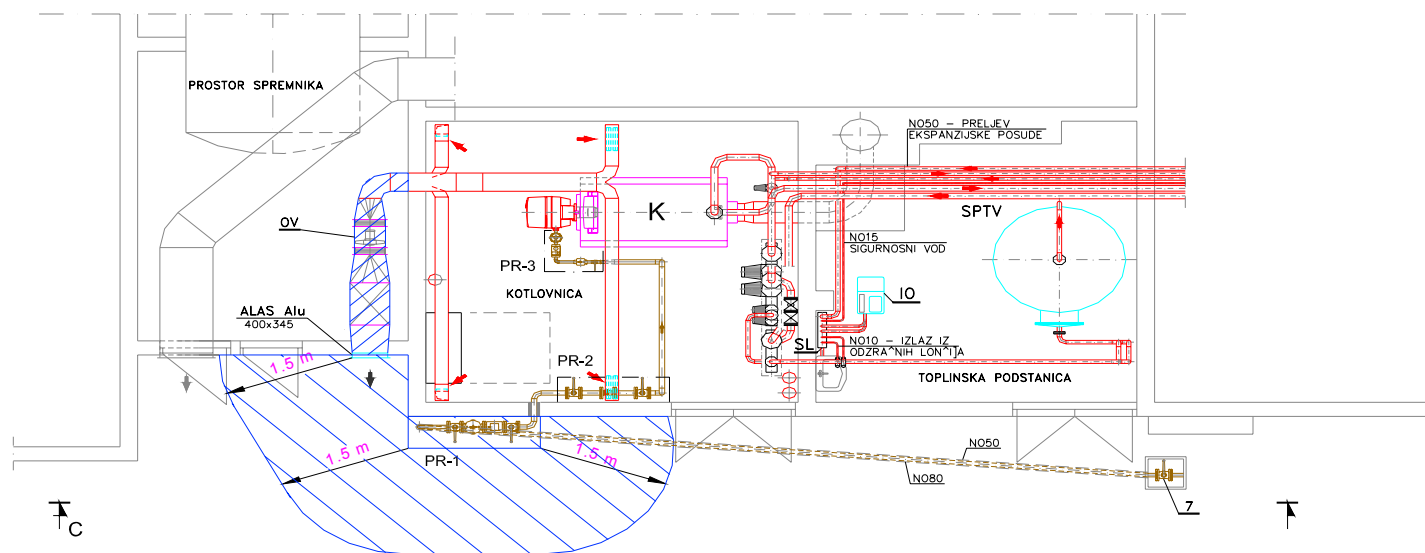 PROSTOR SPREMNIKA
NO50 – PRELJEV
EKSPANZIJSKE POSUDE
K
SPTV
OV
NO15
SIGURNOSNI VOD
PR-3
KOTLOVNICA
IO
ALAS Alu
400x345
SL
NO10 – IZLAZ IZ
ODZRA^NIH LON^IJA
PR-2
1.5 m
TOPLINSKA PODSTANICA
1.5 m
PR-1
1.5 m
NO50
NO80
7
C